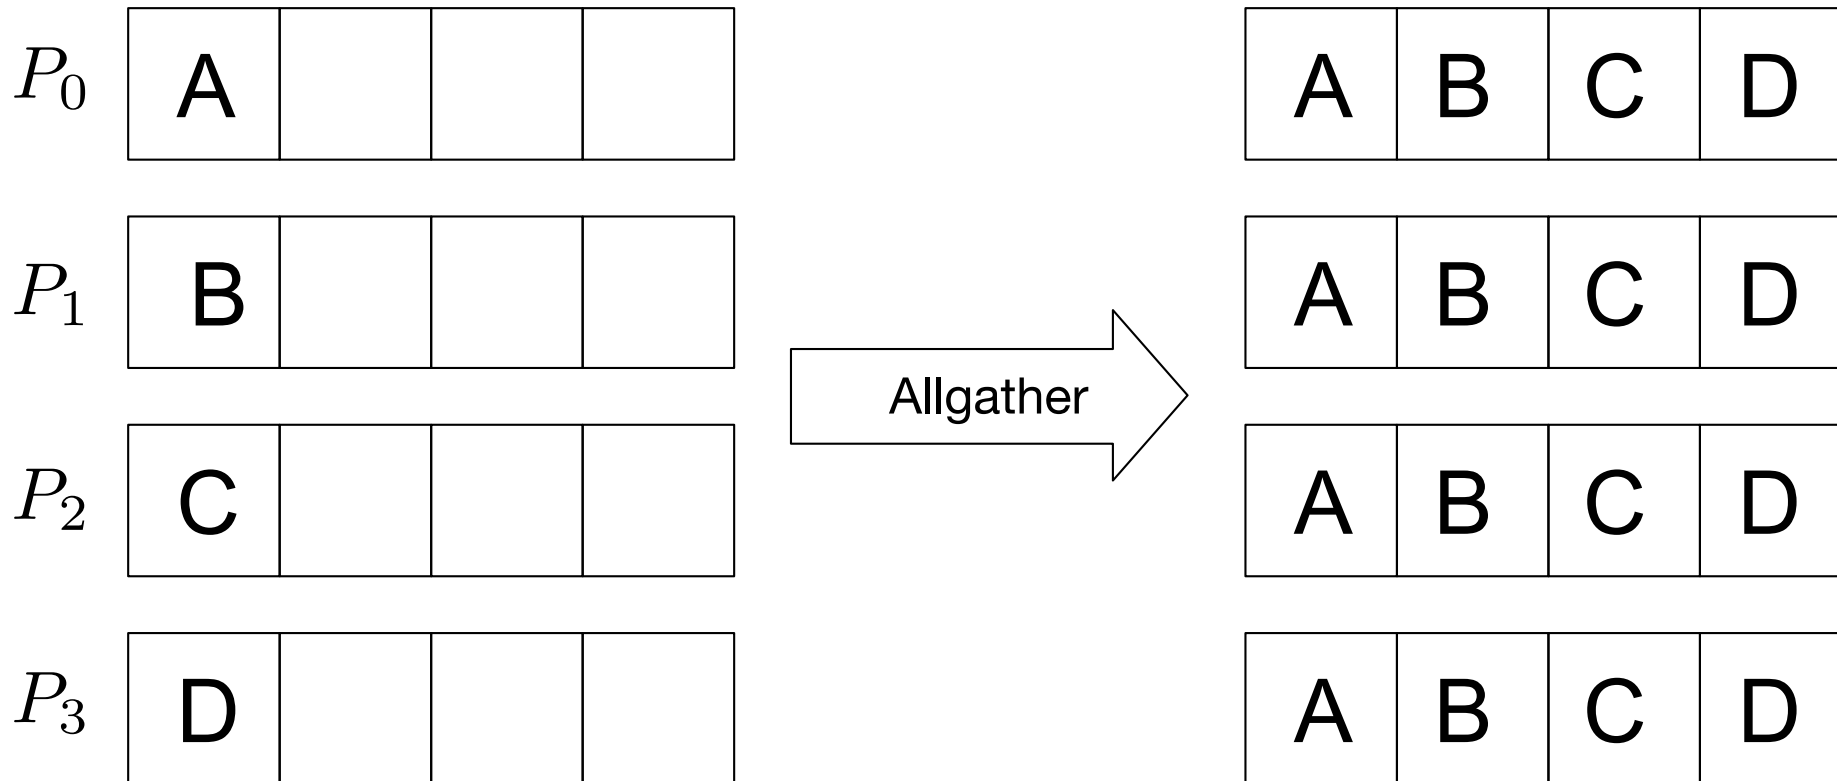 P₀ A A B C D
P₁ B A B C D
Allgather
P₂ C A B C D
P₃ D A B C D